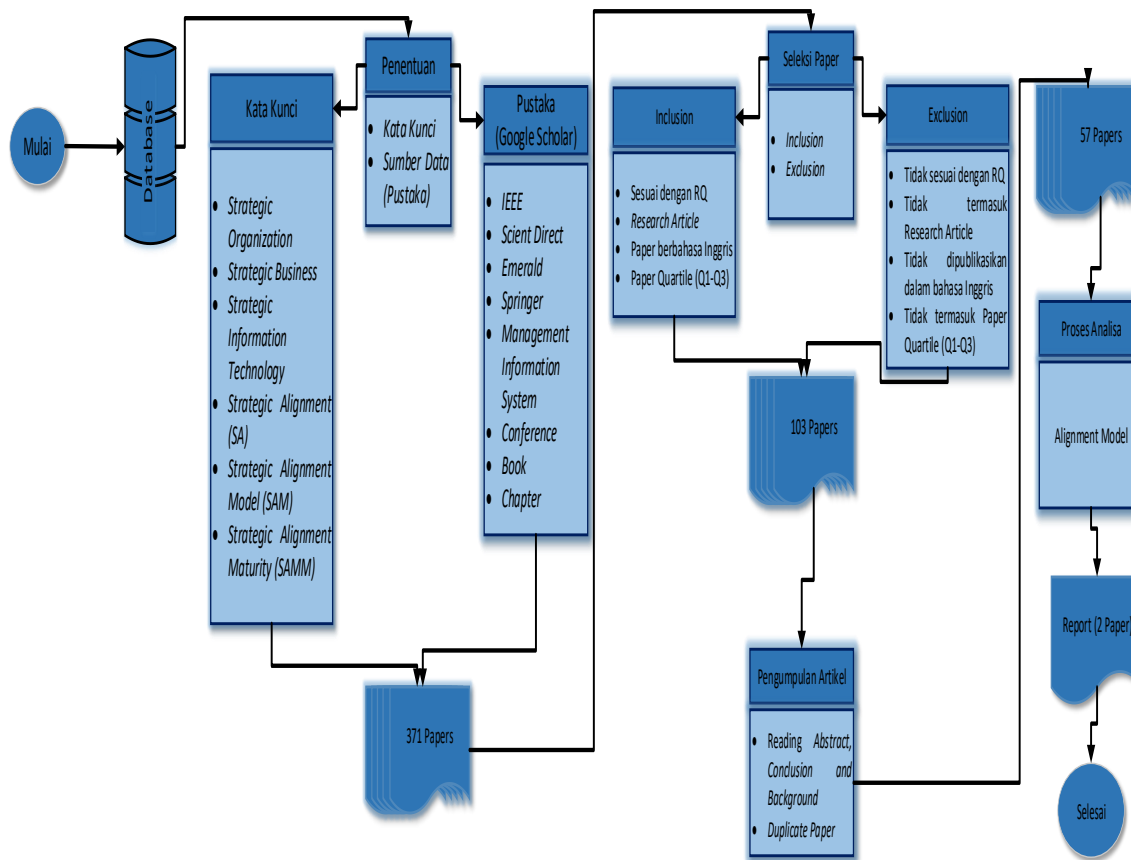 Mulai
Database
Penentuan
• Kata Kunci
• Sumber Data
(Pustaka)
Kata Kunci
• Strategic
Organization
• Strategic Business
• Strategic
Information
Technology
• Strategic Alignment
(SA)
• Strategic Alignment
Model (SAM)
• Strategic Alignment
Maturity (SAMM)
Pustaka
(Google Scholar)
• IEEE
• Scient Direct
• Emerald
• Springer
• Management
Information
System
• Conference
• Book
• Chapter
371 Papers
Seleksi Paper
• Inclusion
• Exclusion
Inclusion
• Sesuai dengan RQ
• Research Article
• Paper berbahasa Inggris
• Paper Quartile (Q1-Q3)
Exclusion
• Tidak sesuai dengan RQ
• Tidak termasuk
Research Article
• Tidak dipublikasikan
dalam bahasa Inggris
• Tidak termasuk Paper
Quartile (Q1-Q3)
103 Papers
Pengumpulan Artikel
• Reading Abstract,
Conclusion and
Background
• Duplicate Paper
57 Papers
Proses Analisa
Alignment Model
Report (2 Paper)
Selesai